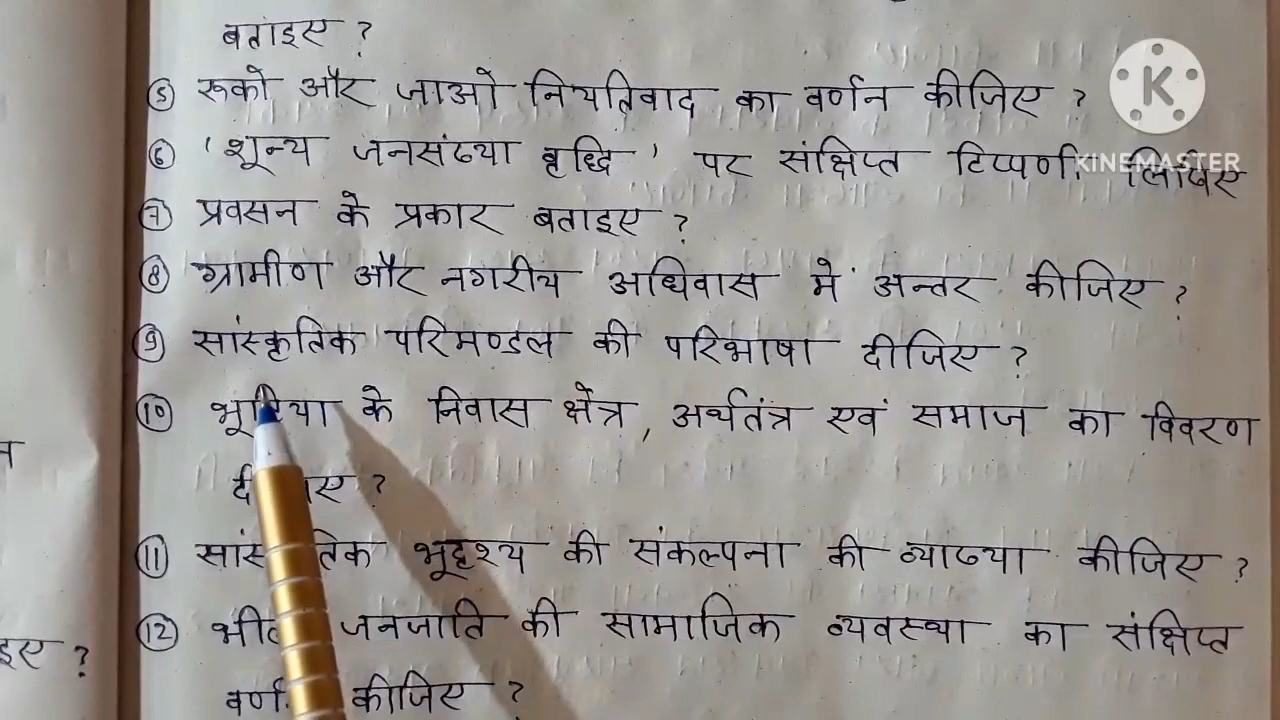 बताइए ?
⑤ रूको और जाओ नियतिवाद का वर्णन कीजिए ?
⑥ 'शून्य जनसंख्या वृद्धि' पर संक्षिप्त टिप्पणी लिखिए
⑦ प्रवसन के प्रकार बताइए ?
⑧ ग्रामीण और नगरीय अधिवास में अन्तर कीजिए ?
⑨ सांस्कृतिक परिमण्डल की परिभाषा दीजिए ?
⑩ के निवास क्षेत्र, अर्थतंत्र एवं समाज का विवरण
?
⑪ भूदृश्य की संकल्पना की व्याख्या कीजिए ?
⑫ जनजाति की सामाजिक व्यवस्था का संक्षिप्त
कीजिए ?
इए ?
K
KINEMASTER